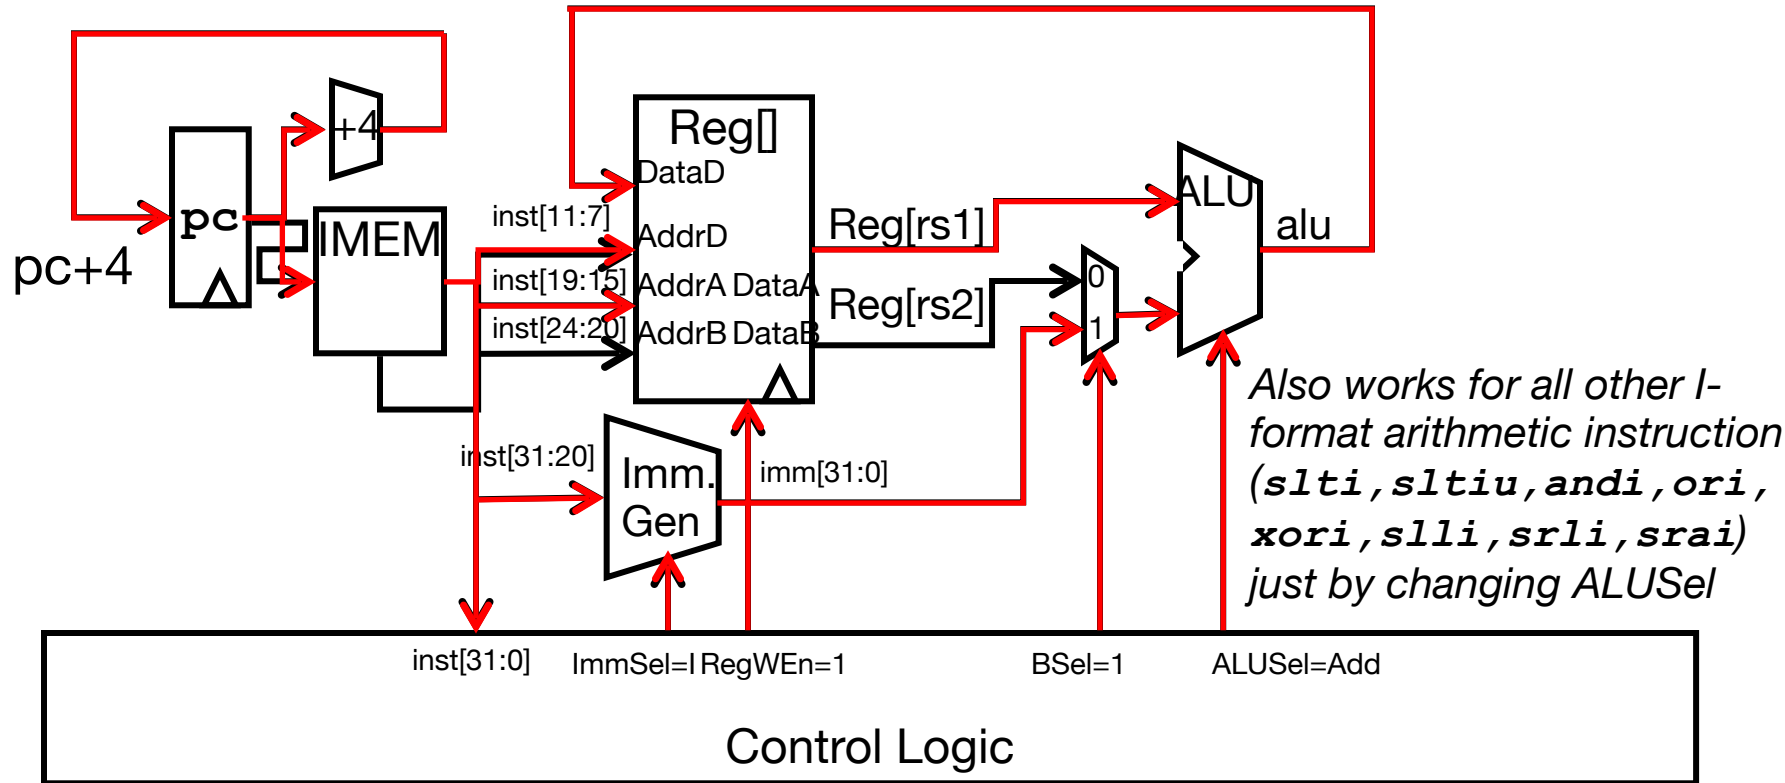 +4
Reg[]
DataD
pc
IMEM
inst[11:7]
AddrD
Reg[rs1]
ALU
alu
pc+4
inst[19:15]
AddrA DataA
0
Reg[rs2]
inst[24:20]
AddrB DataB
1
Also works for all other I-
format arithmetic instruction
(slti,sltiu,andi,ori,
xori,slli,srli,srai)
just by changing ALUSel
inst[31:20]
Imm.
Gen
imm[31:0]
inst[31:0]
ImmSel=I
RegWEn=1
BSel=1
ALUSel=Add
Control Logic